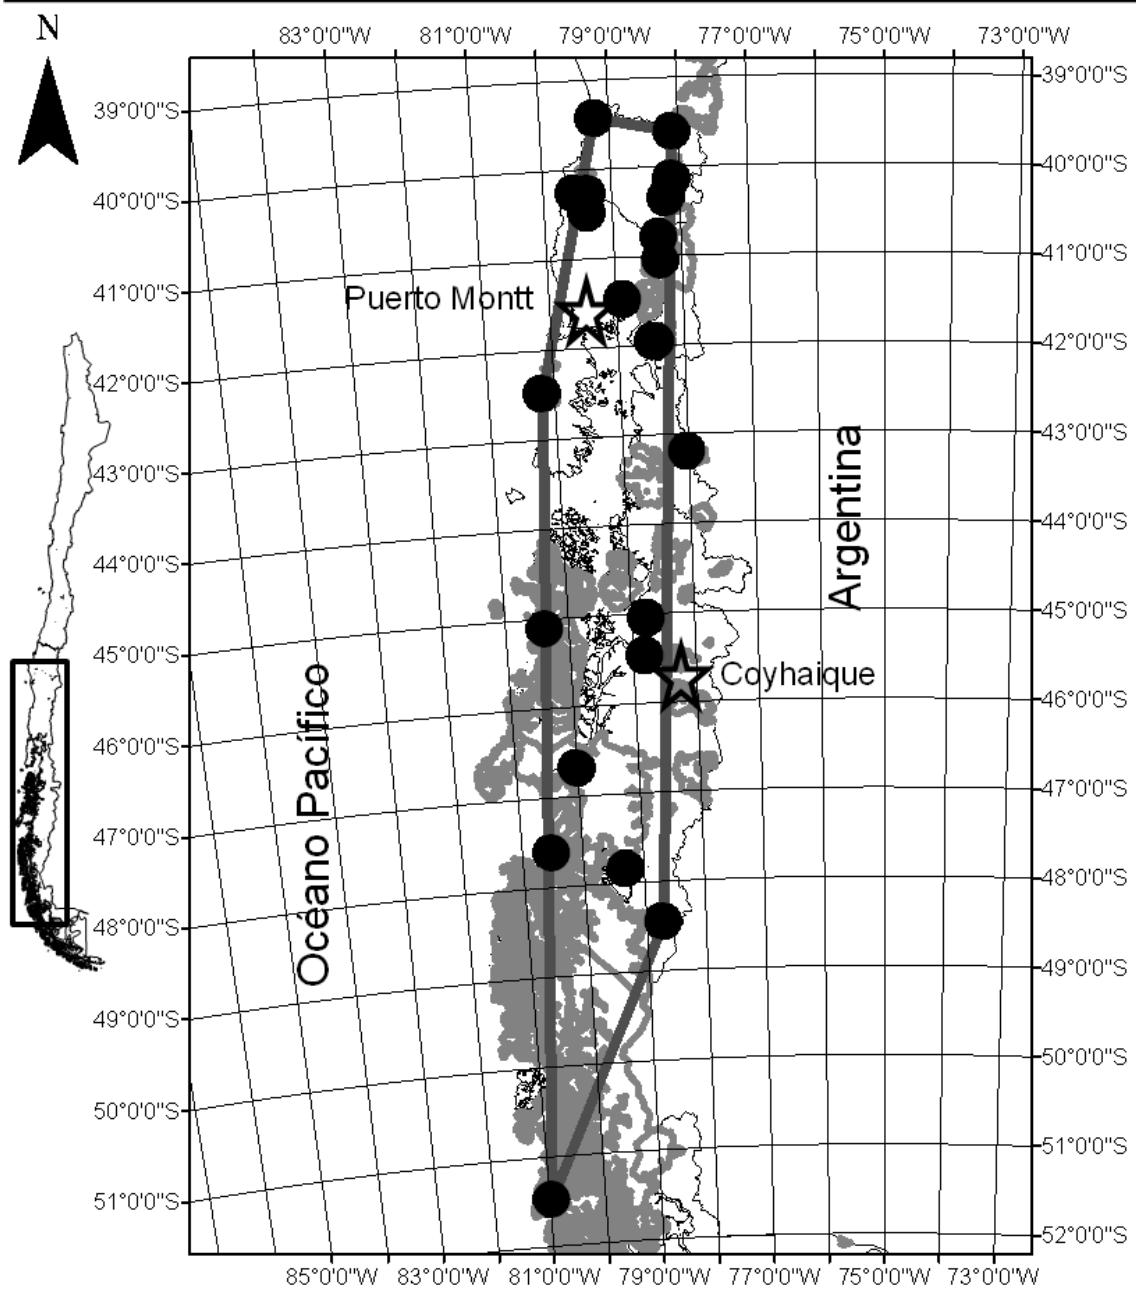 N
83°0'0"W 81°0'0"W 79°0'0"W 77°0'0"W 75°0'0"W 73°0'0"W
39°0'0"S
39°0'0"S
40°0'0"S
40°0'0"S
41°0'0"S
41°0'0"S
Puerto Montt
42°0'0"S
42°0'0"S
43°0'0"S
43°0'0"S
Argentina
44°0'0"S
44°0'0"S
45°0'0"S
45°0'0"S
Coyhaique
46°0'0"S
46°0'0"S
Océano Pacífico
47°0'0"S
47°0'0"S
48°0'0"S
48°0'0"S
49°0'0"S
49°0'0"S
50°0'0"S
50°0'0"S
51°0'0"S
51°0'0"S
52°0'0"S
85°0'0"W 83°0'0"W 81°0'0"W 79°0'0"W 77°0'0"W 75°0'0"W 73°0'0"W